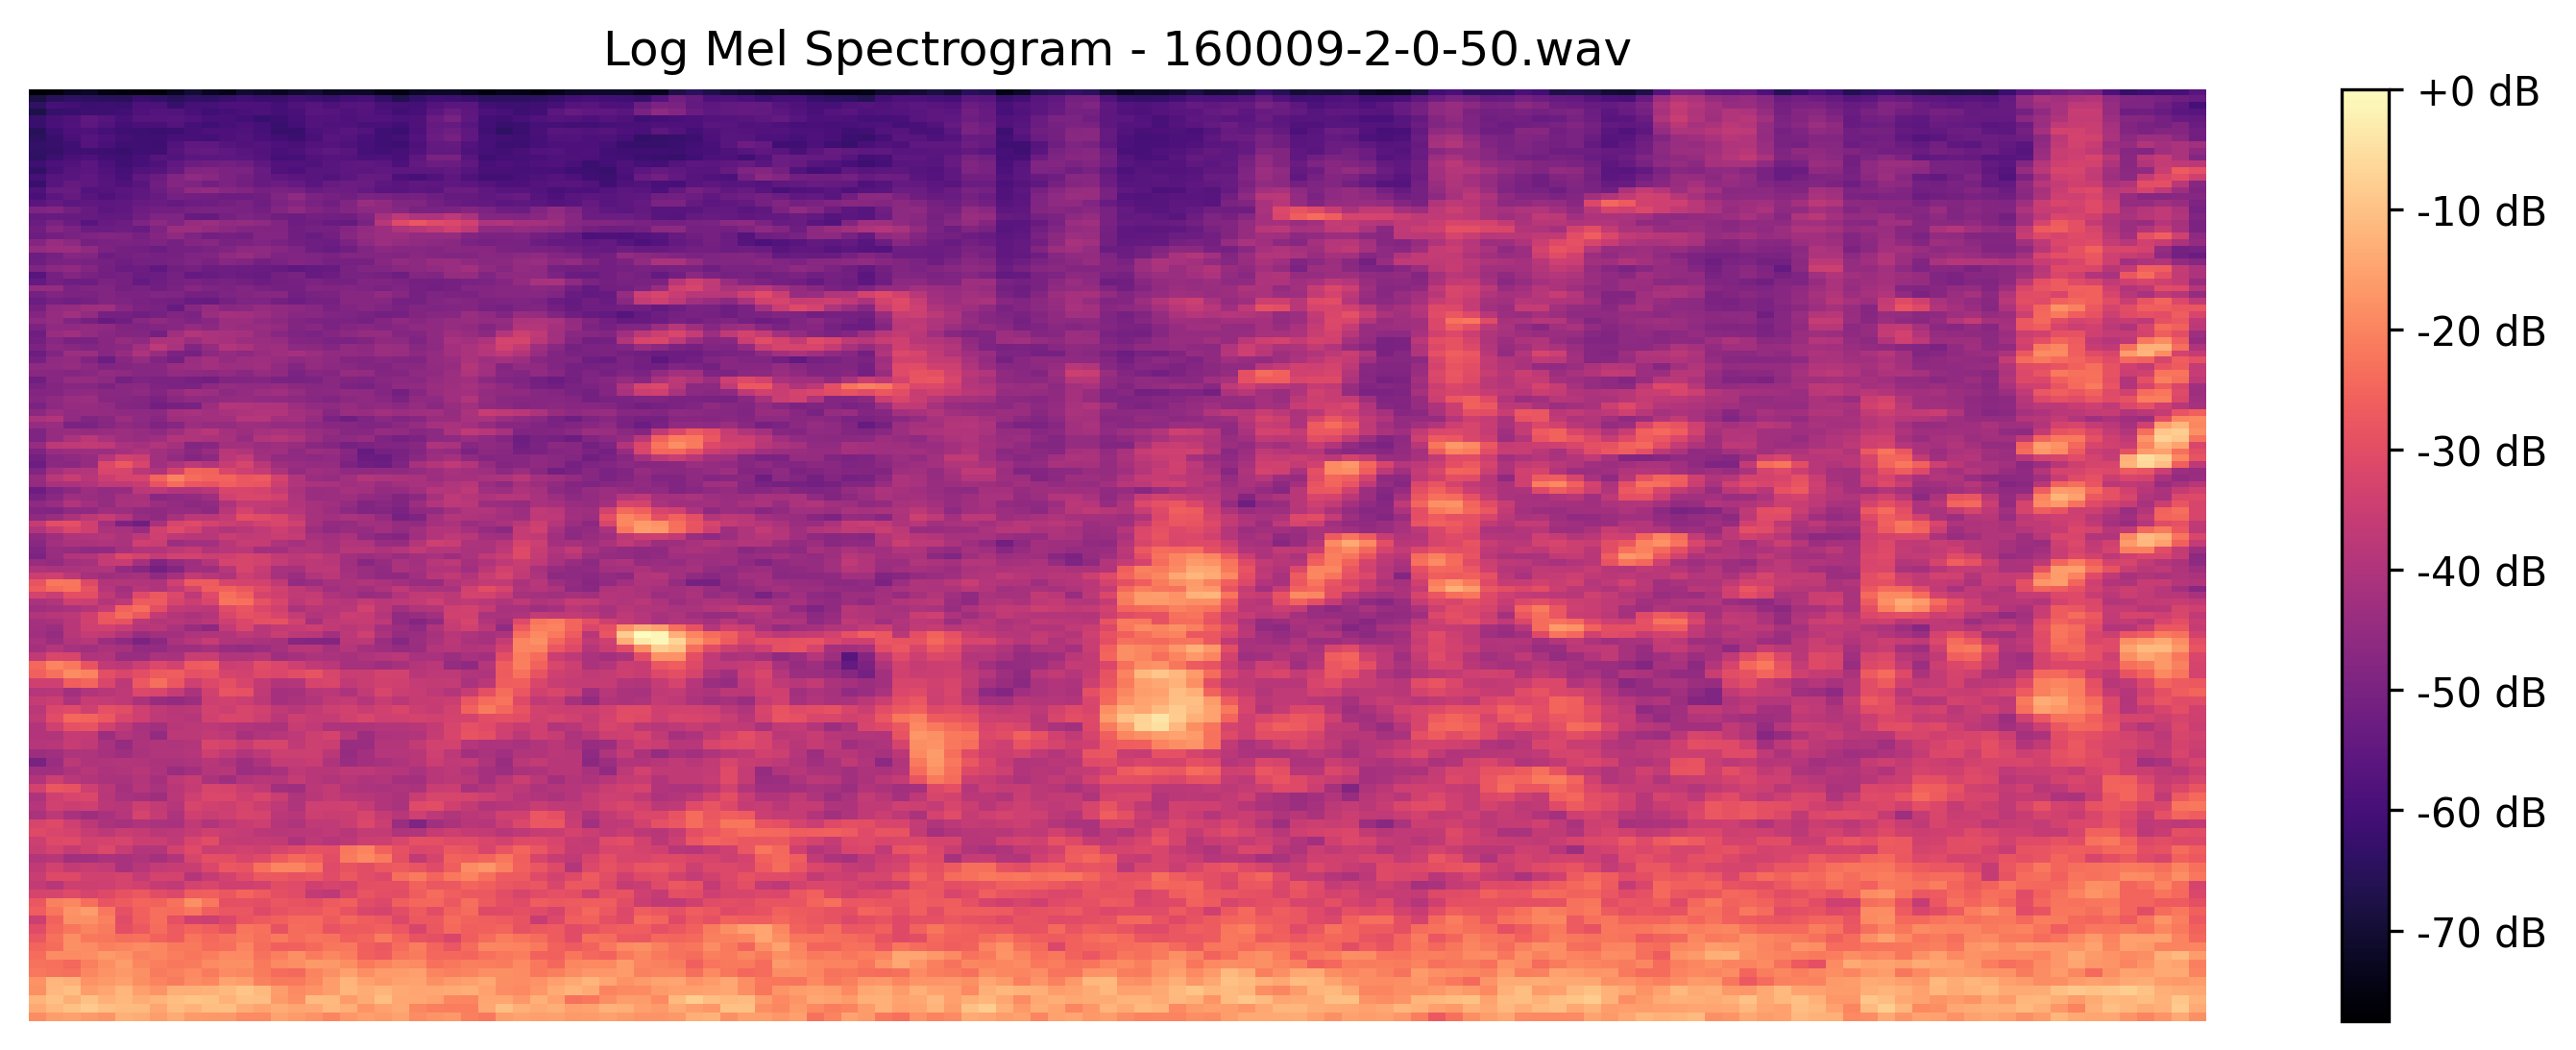 Log Mel Spectrogram - 160009-2-0-50.wav
+0 dB
-10 dB
-20 dB
-30 dB
-40 dB
-50 dB
-60 dB
-70 dB